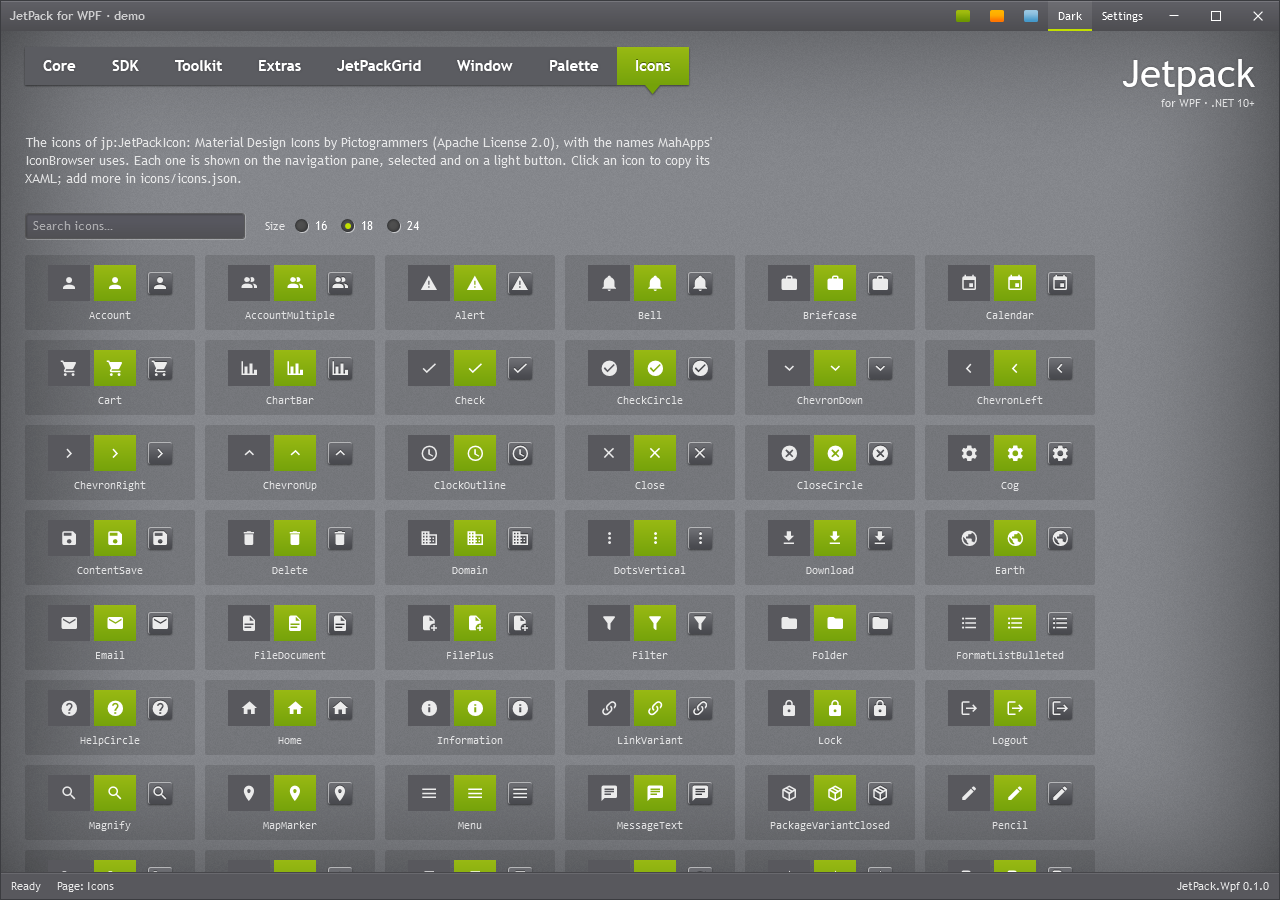 JetPack for WPF · demo
Dark
Settings
Core
SDK
Toolkit
Extras
JetPackGrid
Window
Palette
Icons
Jetpack
for WPF · .NET 10+
The icons of jp:JetPackIcon: Material Design Icons by Pictogrammers (Apache License 2.0), with the names MahApps'
IconBrowser uses. Each one is shown on the navigation pane, selected and on a light button. Click an icon to copy its
XAML; add more in icons/icons.json.
Search icons...
Size
16
18
24
Account
AccountMultiple
Alert
Bell
Briefcase
Calendar
Cart
ChartBar
Check
CheckCircle
ChevronDown
ChevronLeft
ChevronRight
ChevronUp
ClockOutline
Close
CloseCircle
Cog
ContentSave
Delete
Domain
DotsVertical
Download
Earth
Email
FileDocument
FilePlus
Filter
Folder
FormatListBulleted
HelpCircle
Home
Information
LinkVariant
Lock
Logout
Magnify
MapMarker
Menu
MessageText
PackageVariantClosed
Pencil
Ready
Page: Icons
JetPack.Wpf 0.1.0